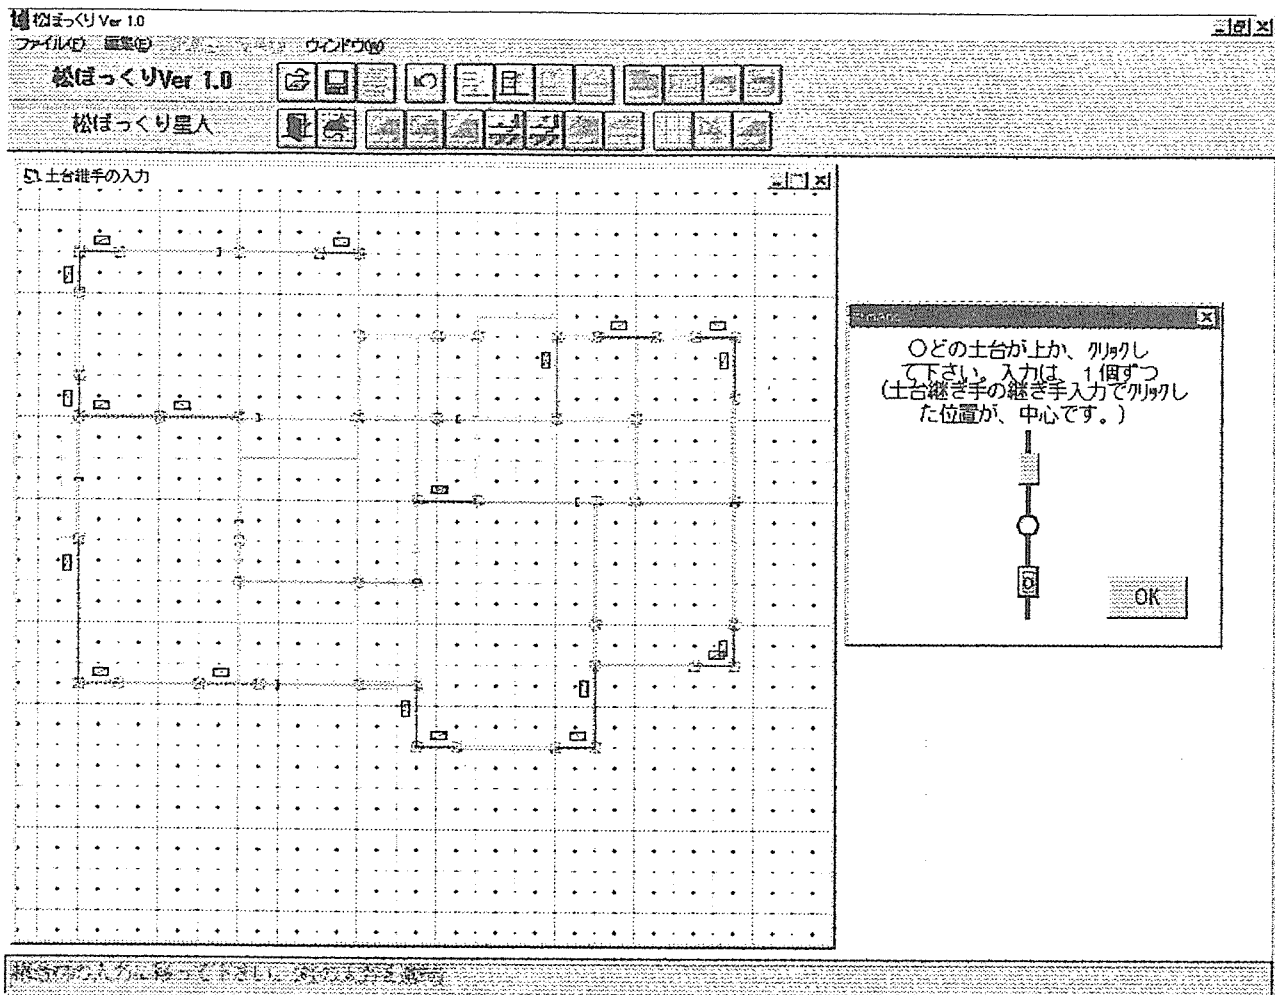 松ぼっくり Ver 1.0
ファイル(F) 編集(E) ウィンドウ(W)
松ぼっくりVer 1.0
松ぼっくり星人
土台継手の入力
○どの土台が上か、クリックし
て下さい。入力は、1個ずつ
(土台継ぎ手の継ぎ手入力でクリックし
た位置が、中心です。)
OK